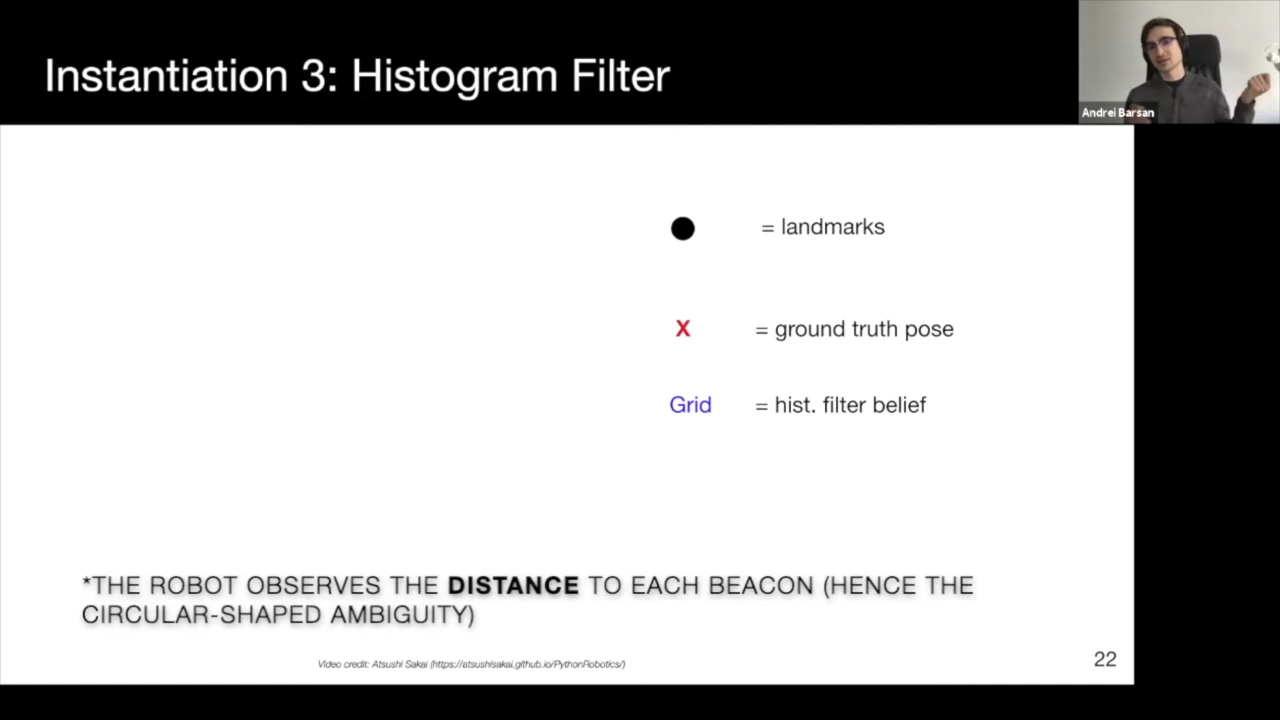 Instantiation 3: Histogram Filter
Andrei Barsan
= landmarks
X = ground truth pose
Grid = hist. filter belief
*THE ROBOT OBSERVES THE DISTANCE TO EACH BEACON (HENCE THE
CIRCULAR-SHAPED AMBIGUITY)
Video credit: Atsushi Sakai (https://atsushisakai.github.io/PythonRobotics/)
22